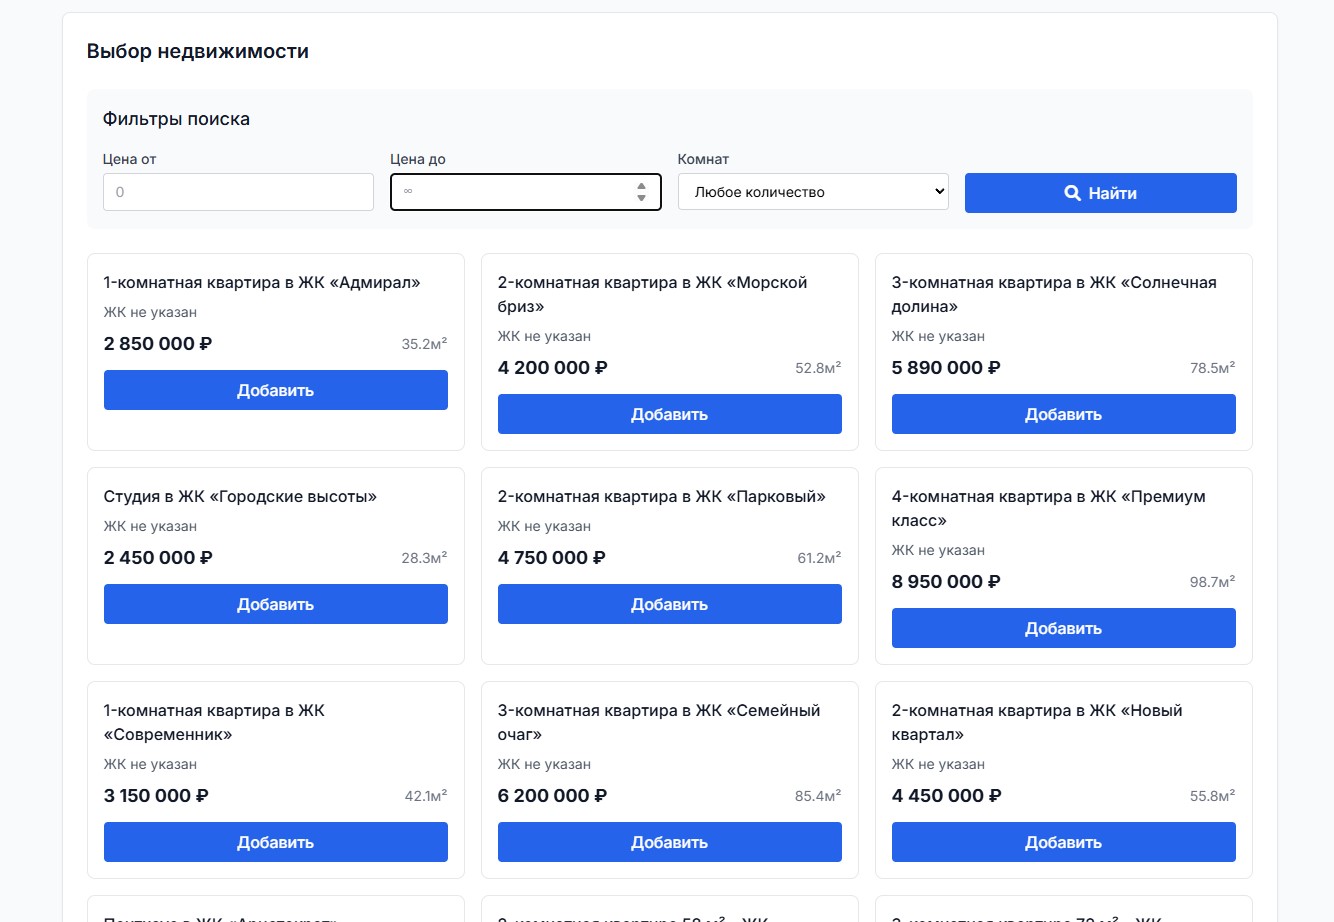 Выбор недвижимости
Фильтры поиска
Цена от
Цена до
Комнат
0
∞
Любое количество
Найти
1-комнатная квартира в ЖК «Адмирал»
ЖК не указан
2 850 000 ₽
35.2м²
Добавить
2-комнатная квартира в ЖК «Морской
бриз»
ЖК не указан
4 200 000 ₽
52.8м²
Добавить
3-комнатная квартира в ЖК «Солнечная
долина»
ЖК не указан
5 890 000 ₽
78.5м²
Добавить
Студия в ЖК «Городские высоты»
ЖК не указан
2 450 000 ₽
28.3м²
Добавить
2-комнатная квартира в ЖК «Парковый»
ЖК не указан
4 750 000 ₽
61.2м²
Добавить
4-комнатная квартира в ЖК «Премиум
класс»
ЖК не указан
8 950 000 ₽
98.7м²
Добавить
1-комнатная квартира в ЖК
«Современник»
ЖК не указан
3 150 000 ₽
42.1м²
Добавить
3-комнатная квартира в ЖК «Семейный
очаг»
ЖК не указан
6 200 000 ₽
85.4м²
Добавить
2-комнатная квартира в ЖК «Новый
квартал»
ЖК не указан
4 450 000 ₽
55.8м²
Добавить